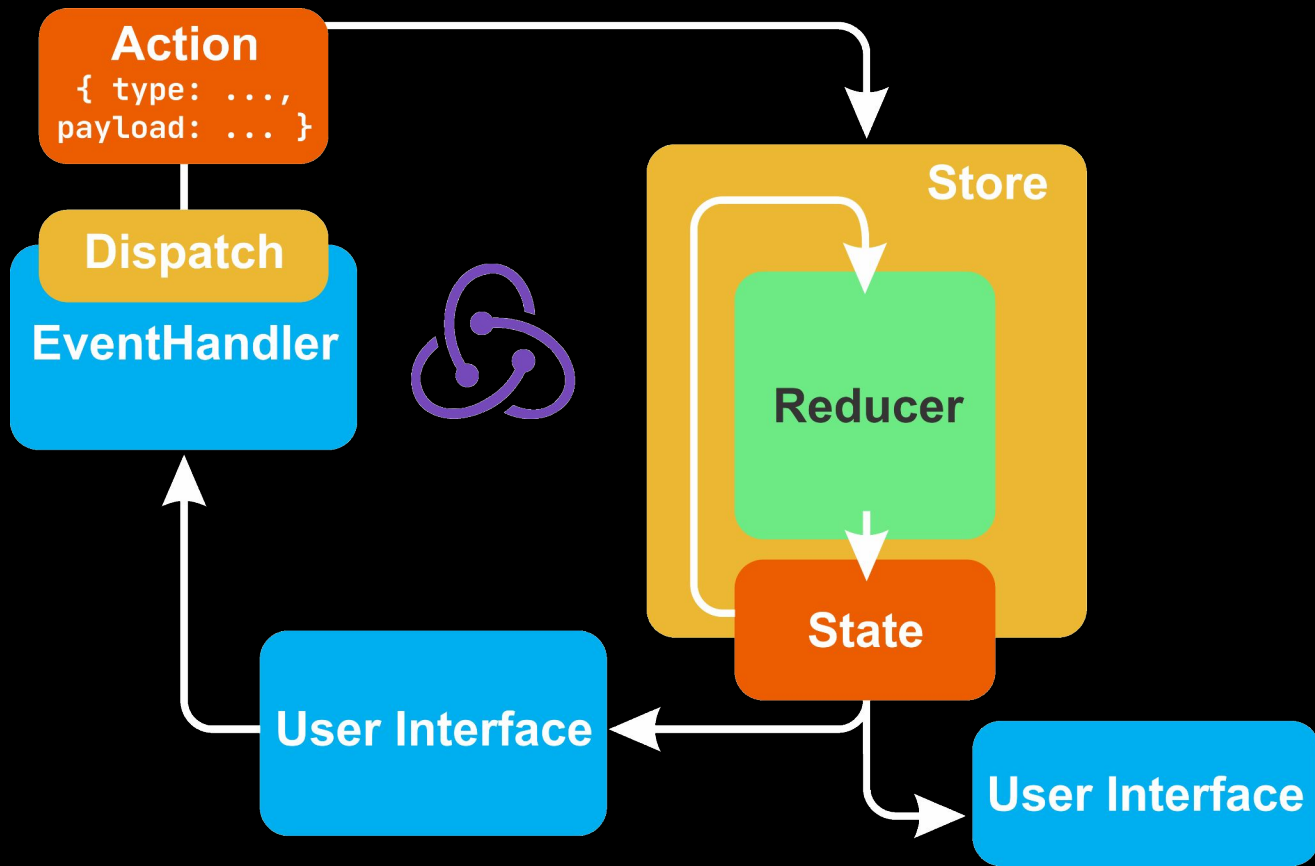 Action
{ type: ...,
payload: ... }
Store
Dispatch
EventHandler
Reducer
State
User Interface
User Interface